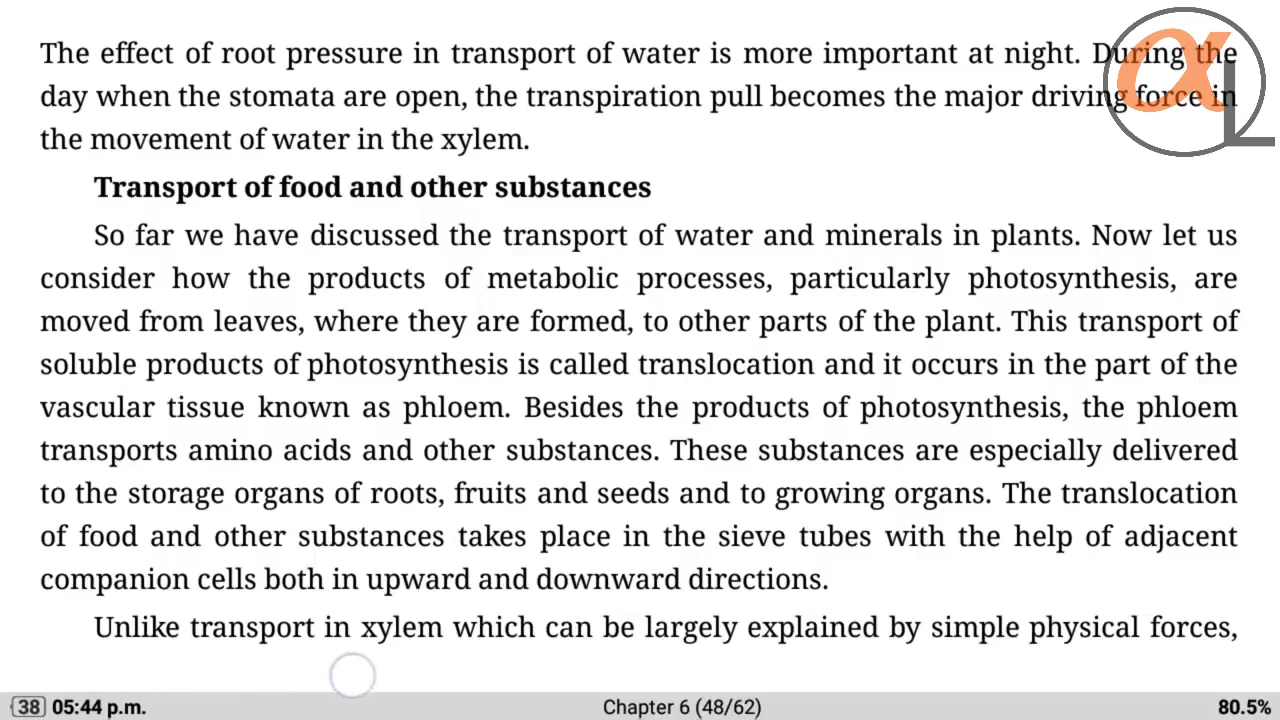 The effect of root pressure in transport of water is more important at night. During the
day when the stomata are open, the transpiration pull becomes the major driving force in
the movement of water in the xylem.
Transport of food and other substances
So far we have discussed the transport of water and minerals in plants. Now let us
consider how the products of metabolic processes, particularly photosynthesis, are
moved from leaves, where they are formed, to other parts of the plant. This transport of
soluble products of photosynthesis is called translocation and it occurs in the part of the
vascular tissue known as phloem. Besides the products of photosynthesis, the phloem
transports amino acids and other substances. These substances are especially delivered
to the storage organs of roots, fruits and seeds and to growing organs. The translocation
of food and other substances takes place in the sieve tubes with the help of adjacent
companion cells both in upward and downward directions.
Unlike transport in xylem which can be largely explained by simple physical forces,
38 05:44 p.m. Chapter 6 (48/62) 80.5%
αL